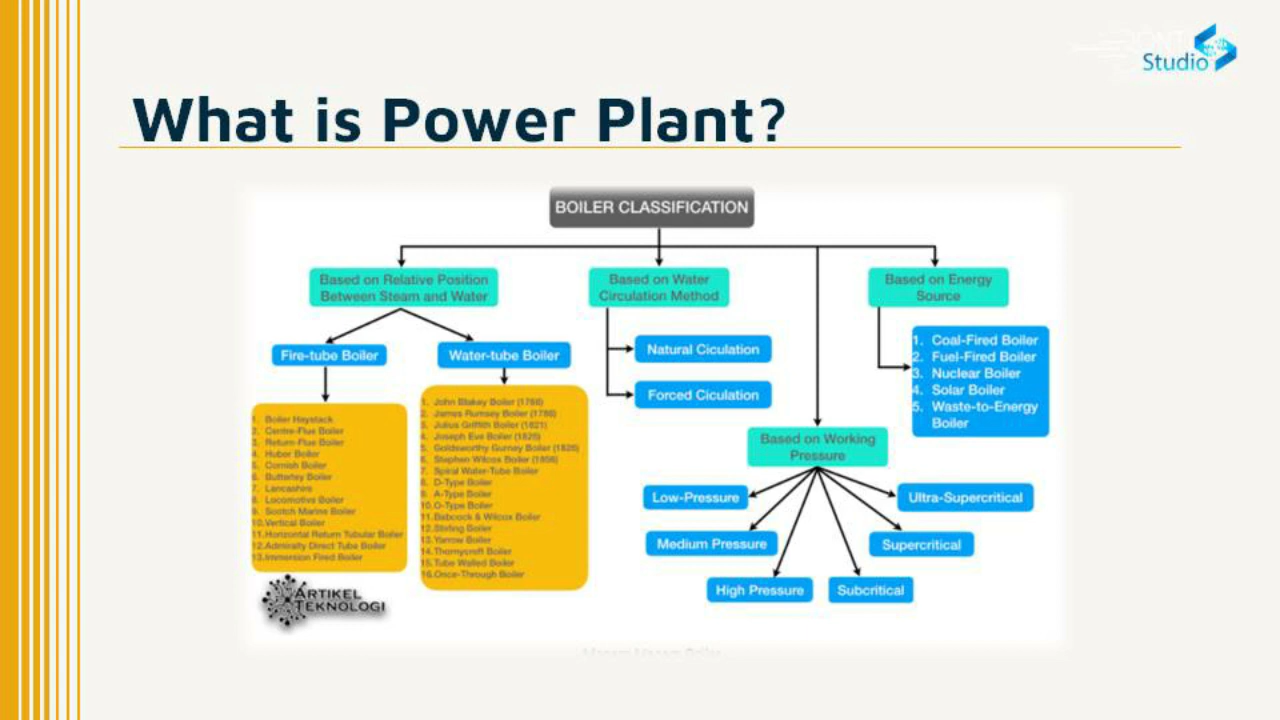 Studio
What is Power Plant?
BOILER CLASSIFICATION
Based on Relative Position
Between Steam and Water
Based on Water
Circulation Method
Based on Energy
Source
Fire-tube Boiler
Water-tube Boiler
Natural Ciculation
Forced Ciculation
1. Coal-Fired Boiler
2. Fuel-Fired Boiler
3. Nuclear Boiler
4. Solar Boiler
5. Waste-to-Energy
Boiler
1. Boiler Haystack
2. Centre-Flue Boiler
3. Return-Flue Boiler
4. Huber Boiler
5. Cornish Boiler
6. Butterley Boiler
7. Lancashire
8. Locomotive Boiler
9. Scotch Marine Boiler
10. Vertical Boiler
11. Horizontal Return Tubular Boiler
12. Admiralty Direct Tube Boiler
13. Immersion Fired Boiler
1. John Blakey Boiler (1766)
2. James Rumsey Boiler (1788)
3. Julius Griffith Boiler (1821)
4. Joseph Eve Boiler (1825)
5. Goldsworthy Gurney Boiler (1826)
6. Stephen Wilcox Boiler (1856)
7. Spiral Water-Tube Boiler
8. D-Type Boiler
9. A-Type Boiler
10. O-Type Boiler
11. Babcock & Wilcox Boiler
12. Stirling Boiler
13. Yarrow Boiler
14. Thornycroft Boiler
15. Tube Walled Boiler
16. Once-Through Boiler
Based on Working
Pressure
Low-Pressure
Ultra-Supercritical
Medium Pressure
Supercritical
High Pressure
Subcritical
ARTIKEL
TEKNOLOGI